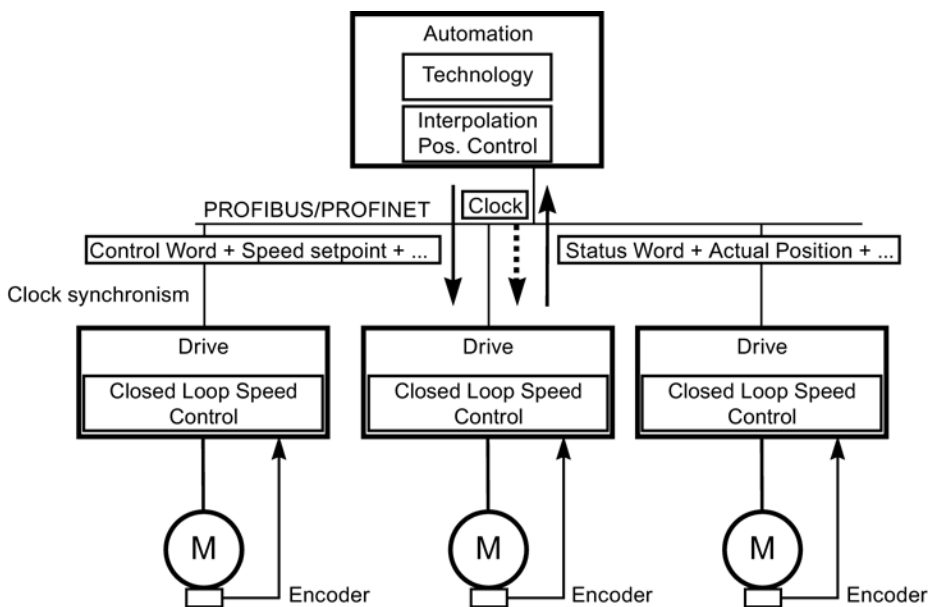 Automation
Technology
Interpolation
Pos. Control
PROFIBUS/PROFINET
Clock
Control Word + Speed setpoint + ...
Status Word + Actual Position + ...
Clock synchronism
Drive
Closed Loop Speed
Control
Drive
Closed Loop Speed
Control
Drive
Closed Loop Speed
Control
M
Encoder
M
Encoder
M
Encoder